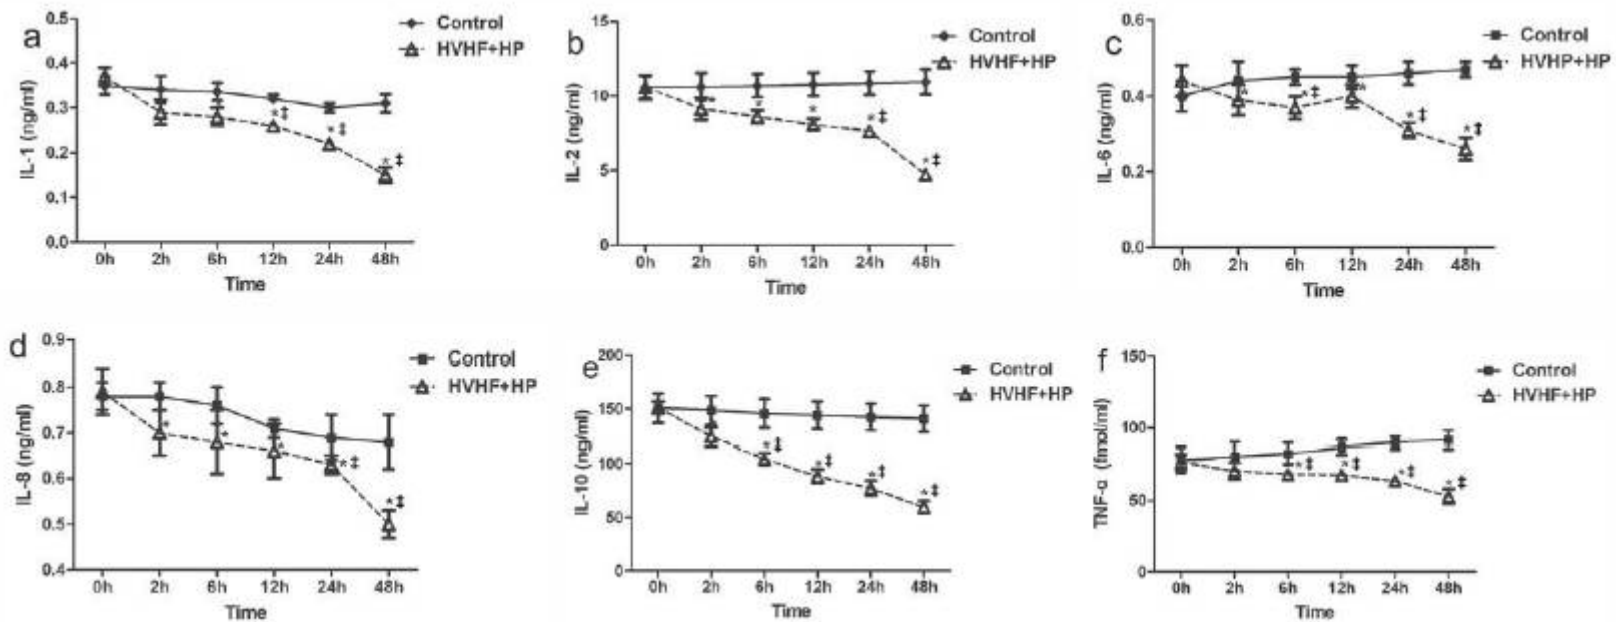 a
0.5
0.4
0.3
0.2
0.1
0.0
IL-1 (ng/ml)
Control
HVHF+HP
*‡
*‡
*‡
0h 2h 6h 12h 24h 48h
Time
b
15
10
5
0
IL-2 (ng/ml)
Control
HVHF+HP
*
*
*
*‡
*‡
0h 2h 6h 12h 24h 48h
Time
c
0.6
0.4
0.2
0.0
IL-6 (ng/ml)
Control
HVHP+HP
*
*‡
*
*‡
*‡
0h 2h 6h 12h 24h 48h
Time
d
0.9
0.8
0.7
0.6
0.5
0.4
IL-8 (ng/ml)
Control
HVHF+HP
*
*
*
*‡
*‡
0h 2h 6h 12h 24h 48h
Time
e
200
150
100
50
0
IL-10 (ng/ml)
Control
HVHF+HP
*‡
*‡
*‡
*‡
0h 2h 6h 12h 24h 48h
Time
f
150
100
50
0
TNF-α (fmol/ml)
Control
HVHF+HP
*‡
*‡
*‡
*‡
0h 2h 6h 12h 24h 48h
Time